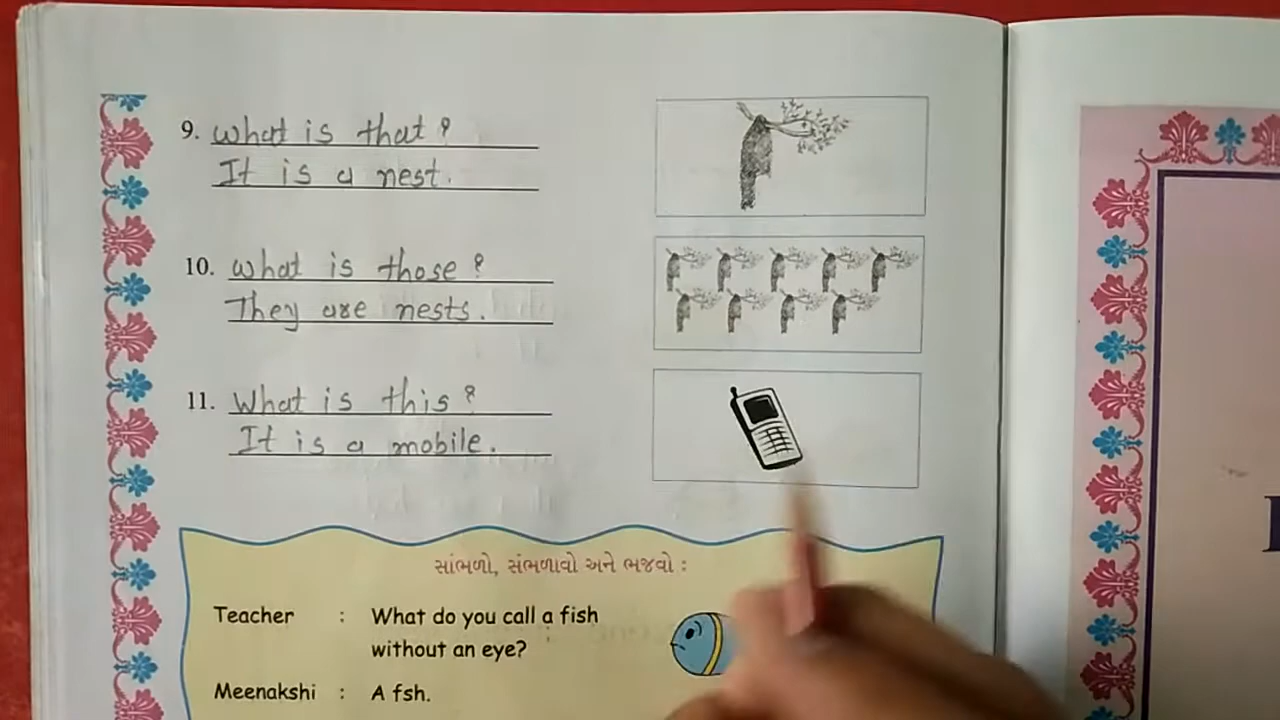 9. What is that?
It is a nest.
10. What is those?
They are nests.
11. What is this?
It is a mobile.
સાંભળો, સંભળાવો અને ભજવો :
Teacher : What do you call a fish
without an eye?
Meenakshi : A fsh.